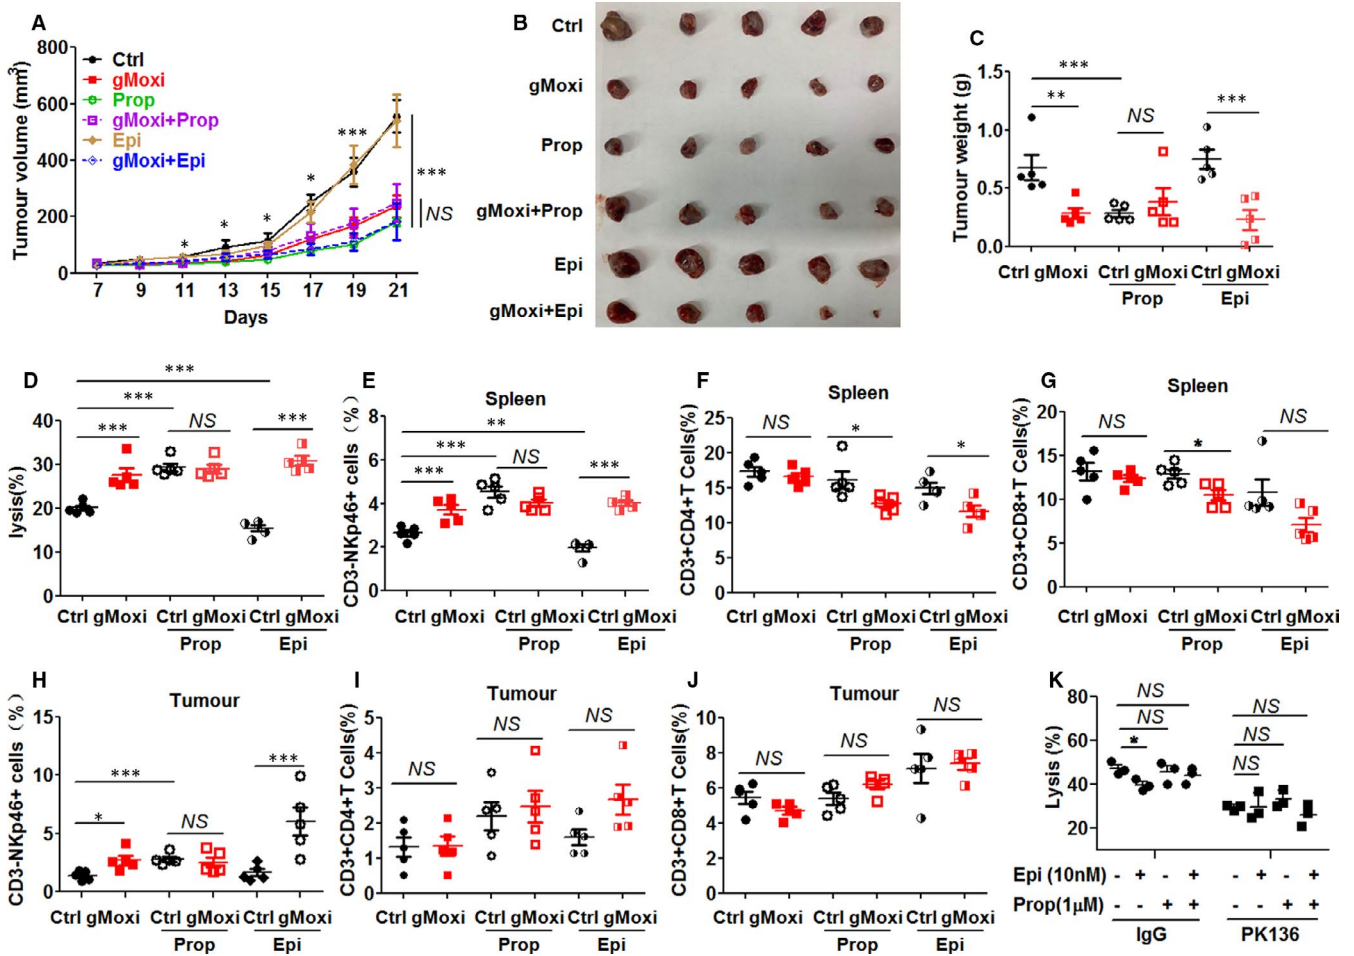 A
Tumour volume (mm³)
800
600
400
200
0
Ctrl
gMoxi
Prop
gMoxi+Prop
Epi
gMoxi+Epi
* * * * *** ***
NS
7 9 11 13 15 17 19 21
Days
B
Ctrl
gMoxi
Prop
gMoxi+Prop
Epi
gMoxi+Epi
C
Tumour weight (g)
1.5
1.0
0.5
0.0
*** ** NS ***
Ctrl gMoxi Ctrl gMoxi Ctrl gMoxi
Prop Epi
D
lysis(%)
40
30
20
10
0
***
***
*** NS ***
Ctrl gMoxi Ctrl gMoxi Ctrl gMoxi
Prop Epi
E
Spleen
CD3-NKp46+ cells (%)
8
6
4
2
0
**
***
*** NS ***
Ctrl gMoxi Ctrl gMoxi Ctrl gMoxi
Prop Epi
F
Spleen
CD3+CD4+T Cells(%)
25
20
15
10
5
0
NS * *
Ctrl gMoxi Ctrl gMoxi Ctrl gMoxi
Prop Epi
G
Spleen
CD3+CD8+T Cells(%)
20
15
10
5
0
NS * NS
Ctrl gMoxi Ctrl gMoxi Ctrl gMoxi
Prop Epi
H
Tumour
CD3-NKp46+ cells (%)
15
10
5
0
***
* NS ***
Ctrl gMoxi Ctrl gMoxi Ctrl gMoxi
Prop Epi
I
Tumour
CD3+CD4+T Cells(%)
5
4
3
2
1
0
NS NS NS
Ctrl gMoxi Ctrl gMoxi Ctrl gMoxi
Prop Epi
J
Tumour
CD3+CD8+T Cells(%)
10
8
6
4
2
0
NS NS NS
Ctrl gMoxi Ctrl gMoxi Ctrl gMoxi
Prop Epi
K
Lysis (%)
80
60
40
20
NS NS
NS NS
* NS
Epi (10nM) - + - + - + - +
Prop(1μM) - - + + - - + +
IgG PK136